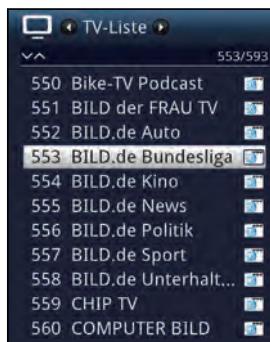 TV-Liste
553/593
550 Bike-TV Podcast
551 BILD der FRAU TV
552 BILD.de Auto
553 BILD.de Bundesliga
554 BILD.de Kino
555 BILD.de News
556 BILD.de Politik
557 BILD.de Sport
558 BILD.de Unterhalt...
559 CHIP TV
560 COMPUTER BILD